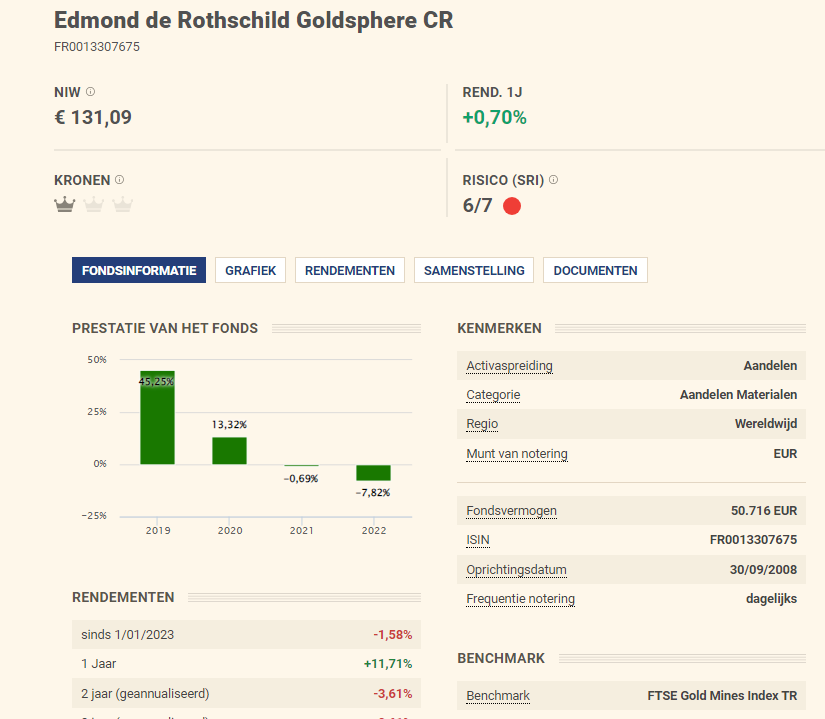 Edmond de Rothschild Goldsphere CR
FR0013307675
NIW
€ 131,09
REND. 1J
+0,70%
KRONEN
RISICO (SRI)
6/7
FONDSINFORMATIE
GRAFIEK
RENDEMENTEN
SAMENSTELLING
DOCUMENTEN
PRESTATIE VAN HET FONDS
50%
25%
0%
−25%
45,25%
13,32%
−0,69%
−7,82%
2019 2020 2021 2022
RENDEMENTEN
sinds 1/01/2023 -1,58%
1 Jaar +11,71%
2 jaar (geannualiseerd) -3,61%
KENMERKEN
Activaspreiding Aandelen
Categorie Aandelen Materialen
Regio Wereldwijd
Munt van notering EUR
Fondsvermogen 50.716 EUR
ISIN FR0013307675
Oprichtingsdatum 30/09/2008
Frequentie notering dagelijks
BENCHMARK
Benchmark FTSE Gold Mines Index TR